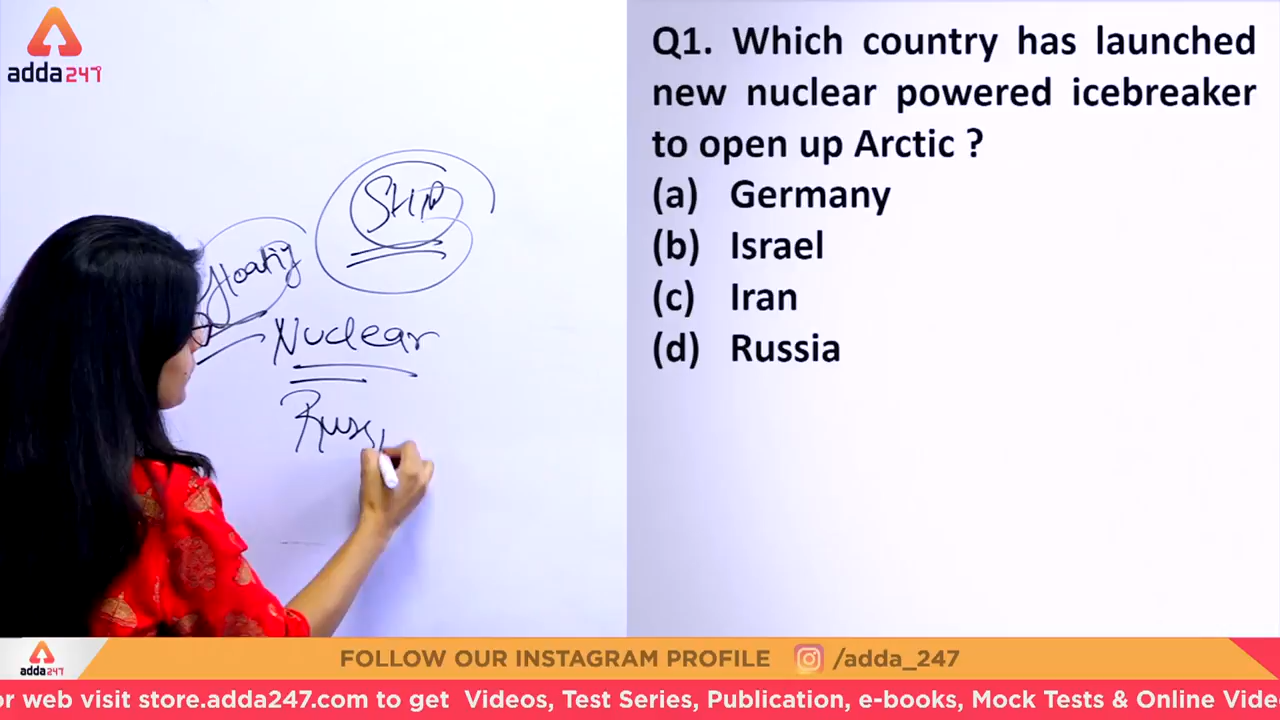 adda247
SHIP
Floating
Nuclear
Russi
Q1. Which country has launched
new nuclear powered icebreaker
to open up Arctic ?
(a) Germany
(b) Israel
(c) Iran
(d) Russia
adda247
FOLLOW OUR INSTAGRAM PROFILE /adda_247
or web visit store.adda247.com to get Videos, Test Series, Publication, e-books, Mock Tests & Online Vide